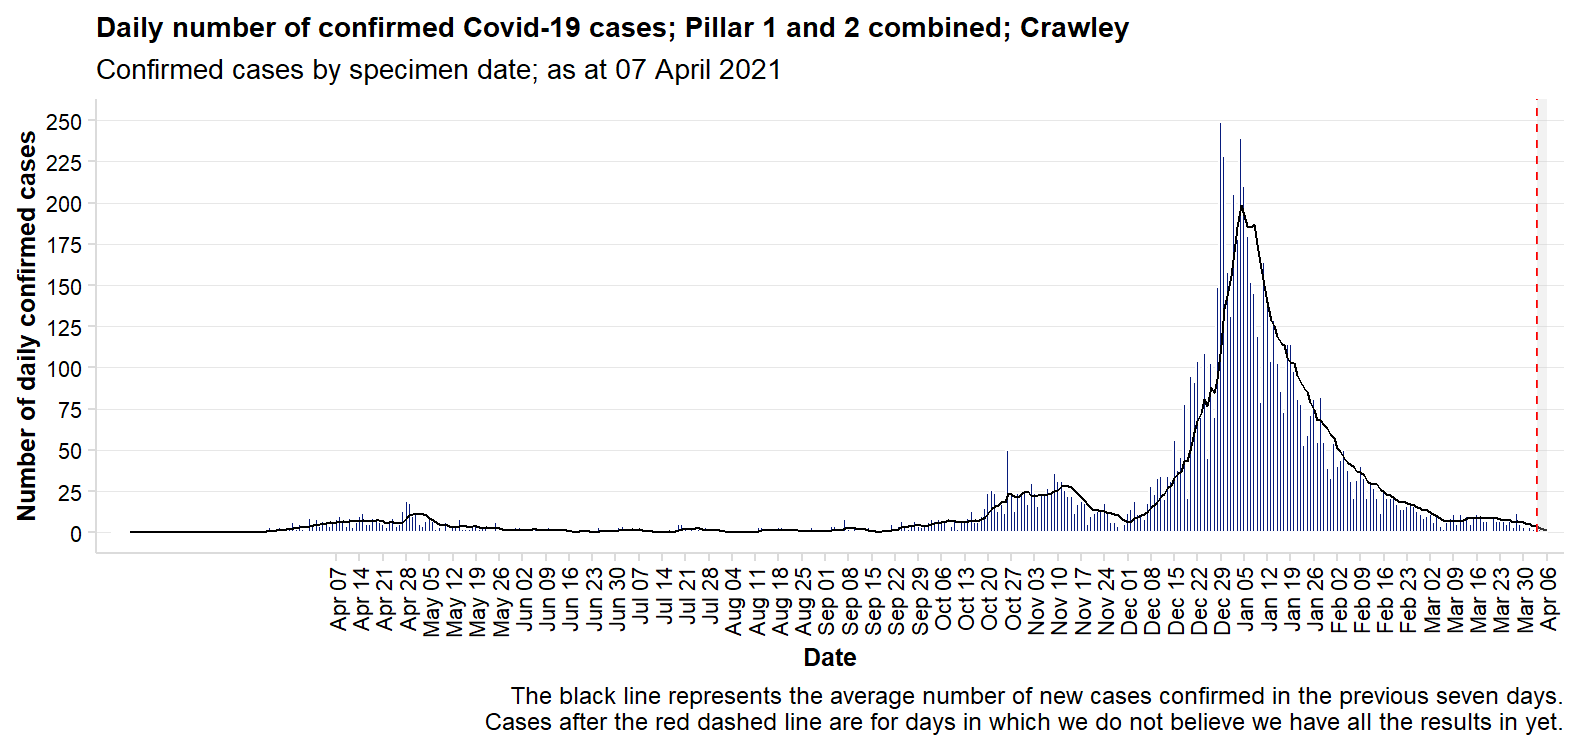 Daily number of confirmed Covid-19 cases; Pillar 1 and 2 combined; Crawley
Confirmed cases by specimen date; as at 07 April 2021
Number of daily confirmed cases
250
225
200
175
150
125
100
75
50
25
0
Apr 07
Apr 14
Apr 21
Apr 28
May 05
May 12
May 19
May 26
Jun 02
Jun 09
Jun 16
Jun 23
Jun 30
Jul 07
Jul 14
Jul 21
Jul 28
Aug 04
Aug 11
Aug 18
Aug 25
Sep 01
Sep 08
Sep 15
Sep 22
Sep 29
Oct 06
Oct 13
Oct 20
Oct 27
Nov 03
Nov 10
Nov 17
Nov 24
Dec 01
Dec 08
Dec 15
Dec 22
Dec 29
Jan 05
Jan 12
Jan 19
Jan 26
Feb 02
Feb 09
Feb 16
Feb 23
Mar 02
Mar 09
Mar 16
Mar 23
Mar 30
Apr 06
Date
The black line represents the average number of new cases confirmed in the previous seven days.
Cases after the red dashed line are for days in which we do not believe we have all the results in yet.